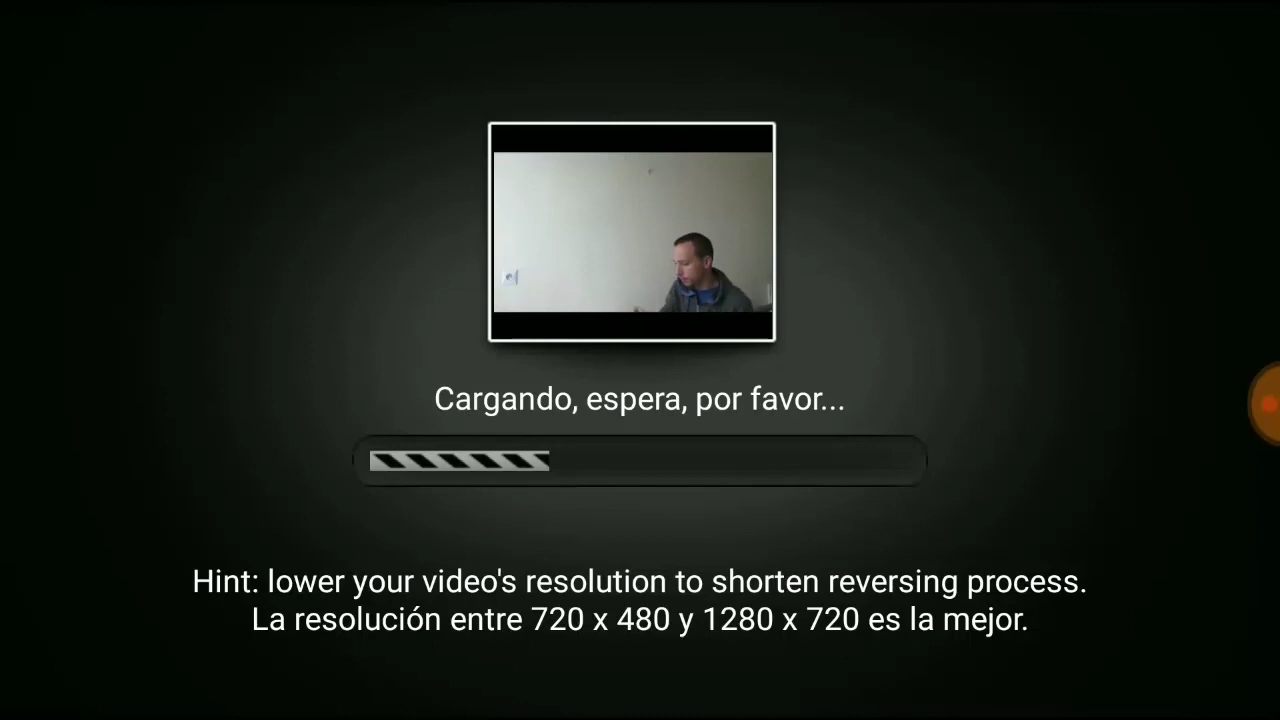 Cargando, espera, por favor...
Hint: lower your video's resolution to shorten reversing process.
La resolución entre 720 x 480 y 1280 x 720 es la mejor.